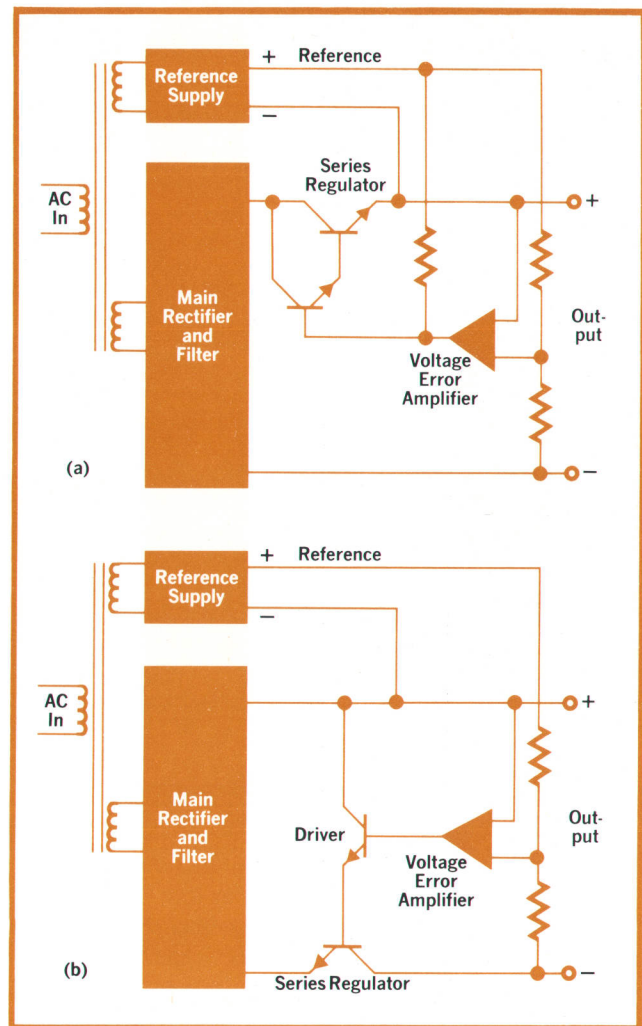 + Reference
Reference
Supply
−
Series
Regulator
AC
In
+
Main
Rectifier
and
Filter
Out-
put
Voltage
Error
Amplifier
(a)
−
+ Reference
Reference
Supply
−
AC
In
+
Main
Rectifier
and
Filter
Driver
Out-
put
Voltage
Error
Amplifier
(b)
Series Regulator
−